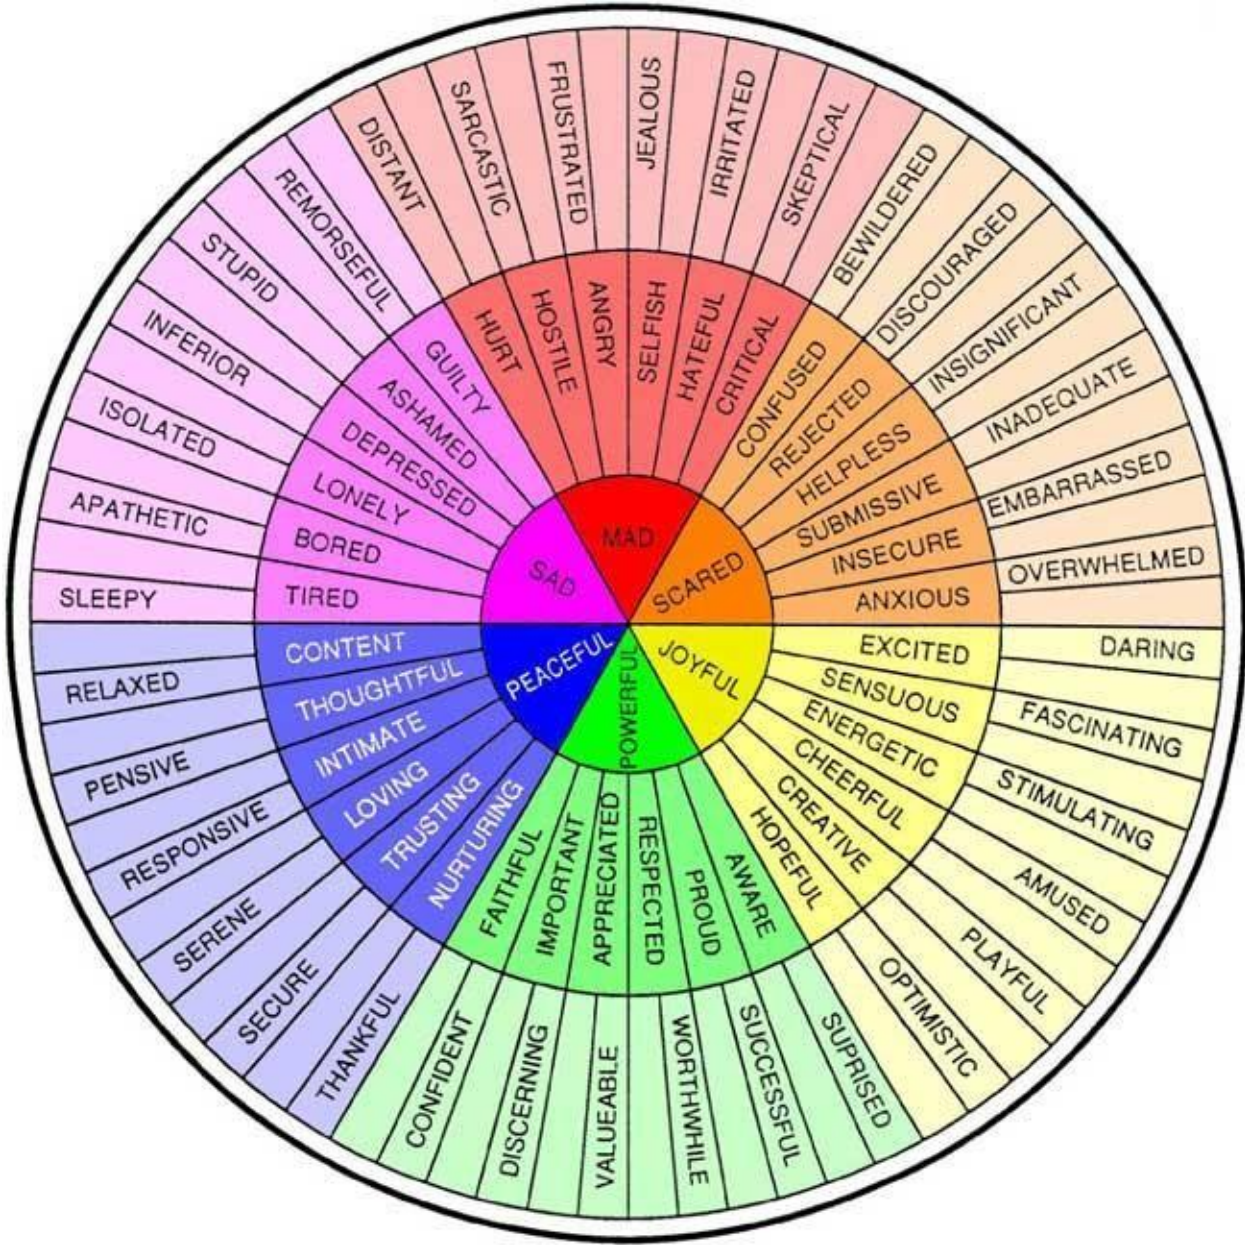 MAD
SCARED
JOYFUL
POWERFUL
PEACEFUL
SAD
HURT
HOSTILE
ANGRY
SELFISH
HATEFUL
CRITICAL
CONFUSED
REJECTED
HELPLESS
SUBMISSIVE
INSECURE
ANXIOUS
EXCITED
SENSUOUS
ENERGETIC
CHEERFUL
CREATIVE
HOPEFUL
AWARE
PROUD
RESPECTED
APPRECIATED
IMPORTANT
FAITHFUL
NURTURING
TRUSTING
LOVING
INTIMATE
THOUGHTFUL
CONTENT
TIRED
BORED
LONELY
DEPRESSED
ASHAMED
GUILTY
DISTANT
SARCASTIC
FRUSTRATED
JEALOUS
IRRITATED
SKEPTICAL
BEWILDERED
DISCOURAGED
INSIGNIFICANT
INADEQUATE
EMBARRASSED
OVERWHELMED
DARING
FASCINATING
STIMULATING
AMUSED
PLAYFUL
OPTIMISTIC
SUPRISED
SUCCESSFUL
WORTHWHILE
VALUEABLE
DISCERNING
CONFIDENT
THANKFUL
SECURE
SERENE
RESPONSIVE
PENSIVE
RELAXED
SLEEPY
APATHETIC
ISOLATED
INFERIOR
STUPID
REMORSEFUL